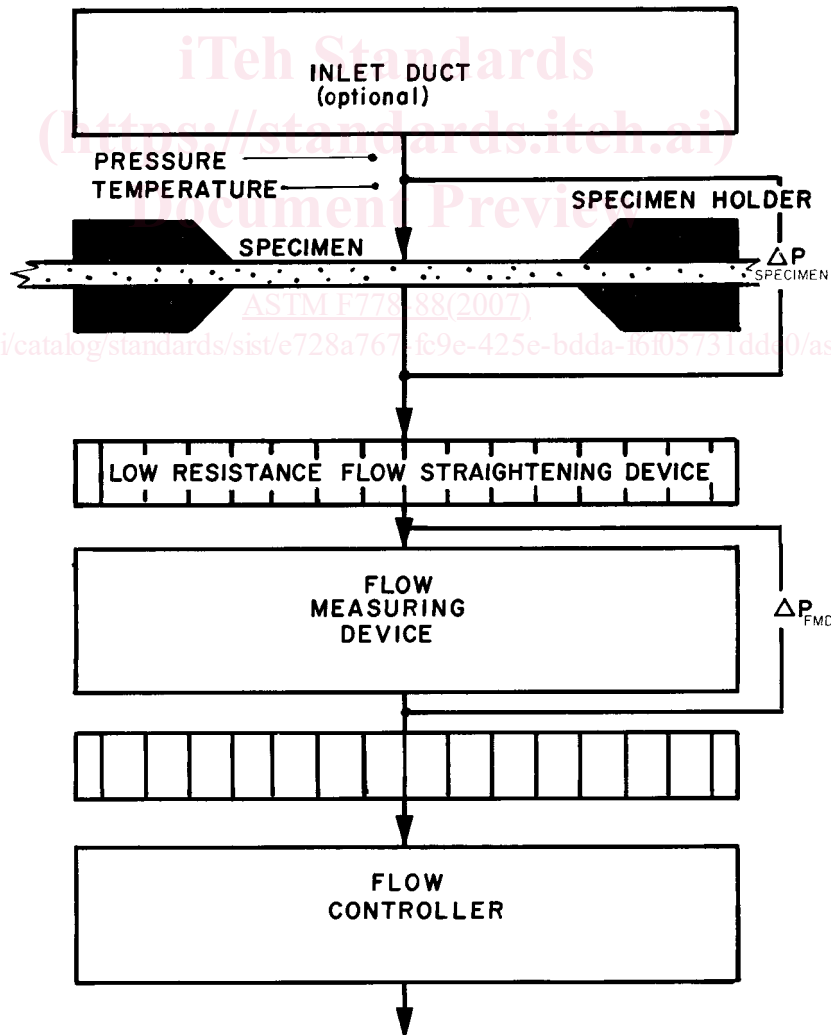 iTeh Standards
INLET DUCT
(optional)
(https://standards.iteh.ai)
PRESSURE
TEMPERATURE
Document Preview
SPECIMEN HOLDER
SPECIMEN
ΔP
SPECIMEN
ASTM F778-88(2007)
i/catalog/standards/sist/e728a767-fc9e-425e-bdda-f6f05731ddc0/as
LOW RESISTANCE FLOW STRAIGHTENING DEVICE
FLOW
MEASURING
DEVICE
ΔP FMD
FLOW
CONTROLLER